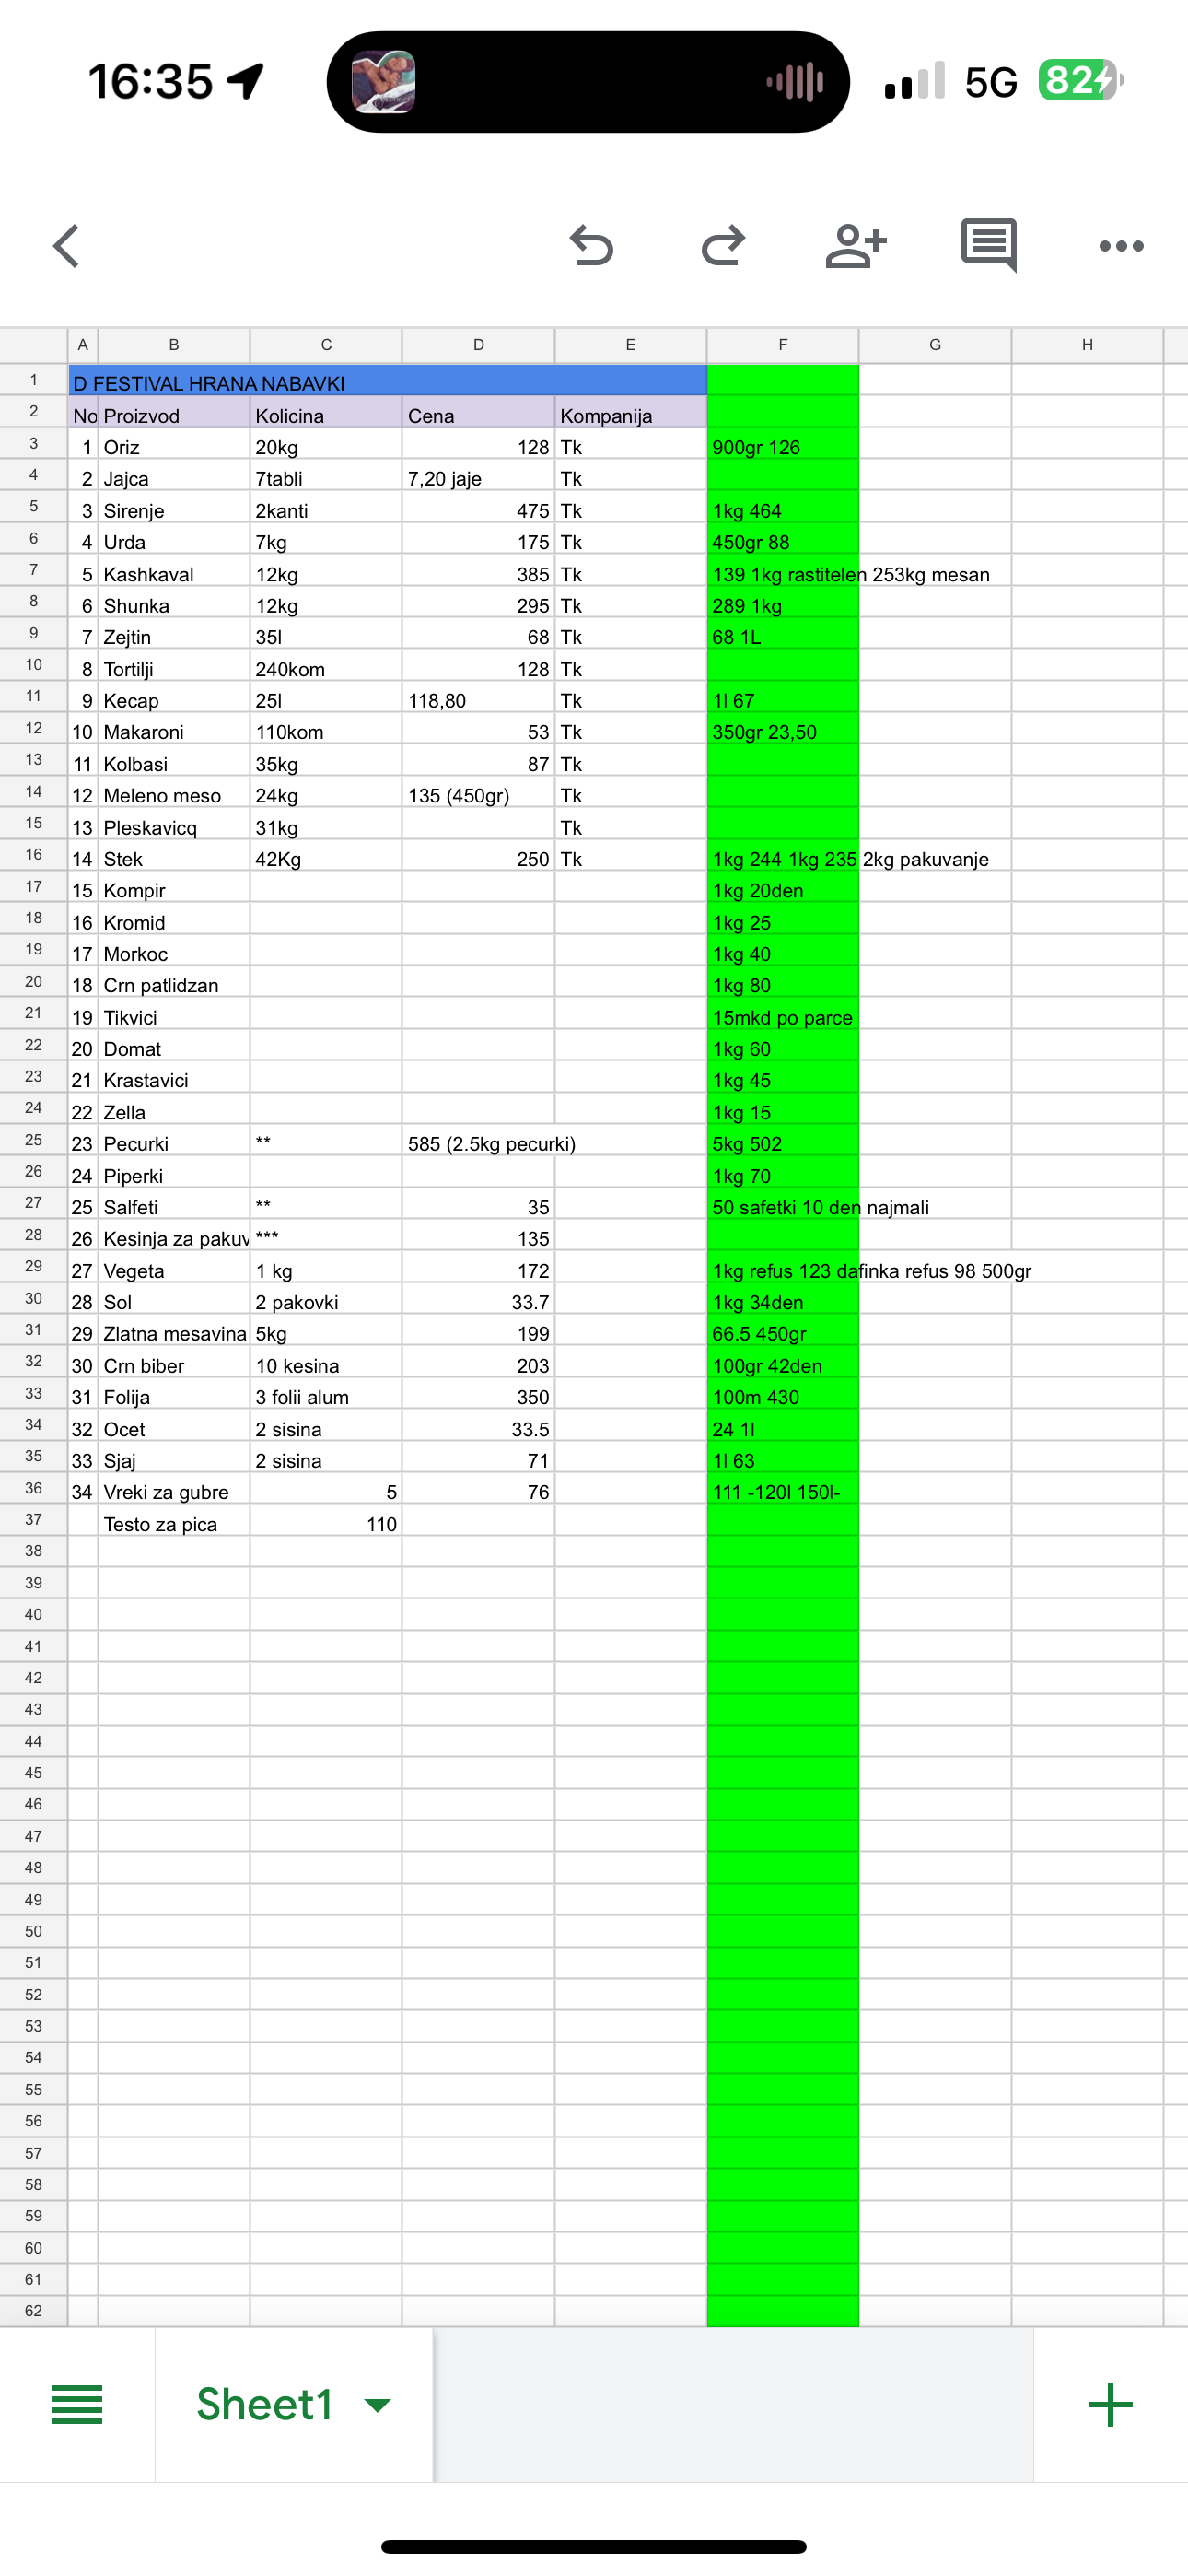 16:35 5G 82
A B C D E F G H
1 D FESTIVAL HRANA NABAVKI
2 No Proizvod Kolicina Cena Kompanija
3 1 Oriz 20kg 128 Tk 900gr 126
4 2 Jajca 7tabli 7,20 jaje Tk
5 3 Sirenje 2kanti 475 Tk 1kg 464
6 4 Urda 7kg 175 Tk 450gr 88
7 5 Kashkaval 12kg 385 Tk 139 1kg rastitelen 253kg mesan
8 6 Shunka 12kg 295 Tk 289 1kg
9 7 Zejtin 35l 68 Tk 68 1L
10 8 Tortilji 240kom 128 Tk
11 9 Kecap 25l 118,80 Tk 1l 67
12 10 Makaroni 110kom 53 Tk 350gr 23,50
13 11 Kolbasi 35kg 87 Tk
14 12 Meleno meso 24kg 135 (450gr) Tk
15 13 Pleskavicq 31kg Tk
16 14 Stek 42Kg 250 Tk 1kg 244 1kg 235 2kg pakuvanje
17 15 Kompir 1kg 20den
18 16 Kromid 1kg 25
19 17 Morkoc 1kg 40
20 18 Crn patlidzan 1kg 80
21 19 Tikvici 15mkd po parce
22 20 Domat 1kg 60
23 21 Krastavici 1kg 45
24 22 Zella 1kg 15
25 23 Pecurki ** 585 (2.5kg pecurki) 5kg 502
26 24 Piperki 1kg 70
27 25 Salfeti ** 35 50 safetki 10 den najmali
28 26 Kesinja za pakuv *** 135
29 27 Vegeta 1 kg 172 1kg refus 123 dafinka refus 98 500gr
30 28 Sol 2 pakovki 33.7 1kg 34den
31 29 Zlatna mesavina 5kg 199 66.5 450gr
32 30 Crn biber 10 kesina 203 100gr 42den
33 31 Folija 3 folii alum 350 100m 430
34 32 Ocet 2 sisina 33.5 24 1l
35 33 Sjaj 2 sisina 71 1l 63
36 34 Vreki za gubre 5 76 111 -120l 150l-
37 Testo za pica 110
38
39
40
41
42
43
44
45
46
47
48
49
50
51
52
53
54
55
56
57
58
59
60
61
62
Sheet1